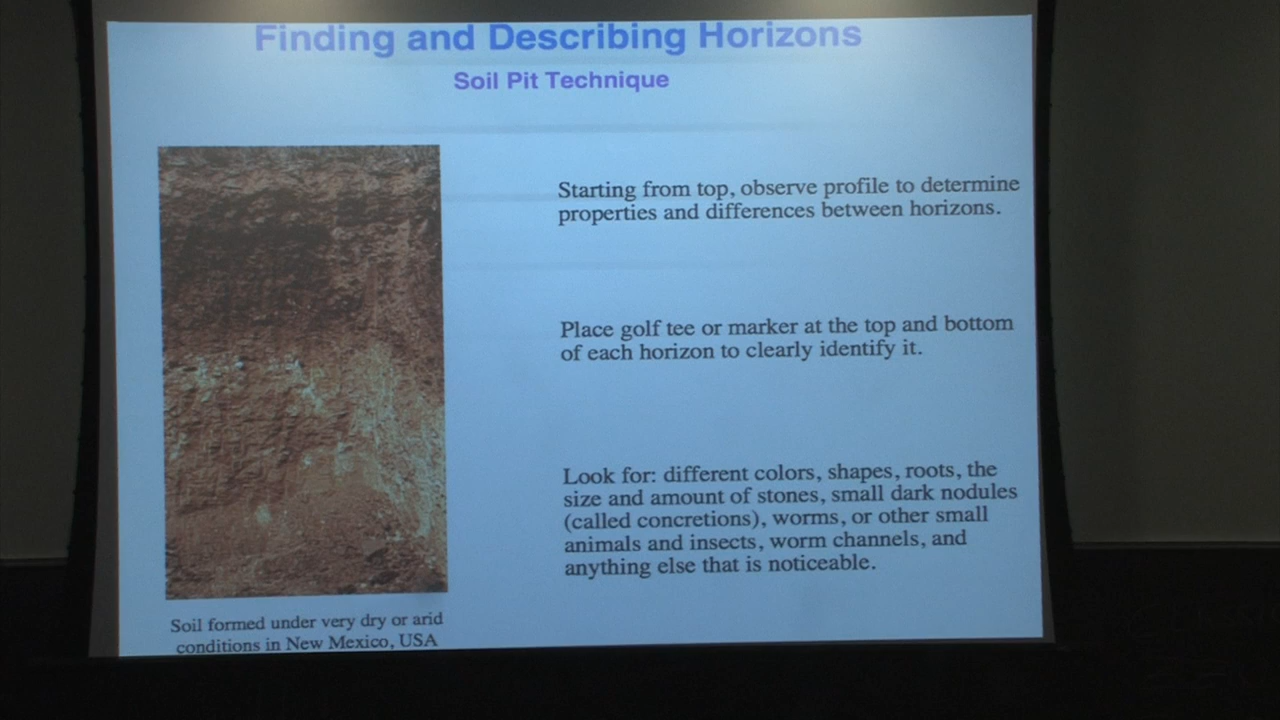 Finding and Describing Horizons
Soil Pit Technique
Starting from top, observe profile to determine
properties and differences between horizons.
Place golf tee or marker at the top and bottom
of each horizon to clearly identify it.
Look for: different colors, shapes, roots, the
size and amount of stones, small dark nodules
(called concretions), worms, or other small
animals and insects, worm channels, and
anything else that is noticeable.
Soil formed under very dry or arid
conditions in New Mexico, USA